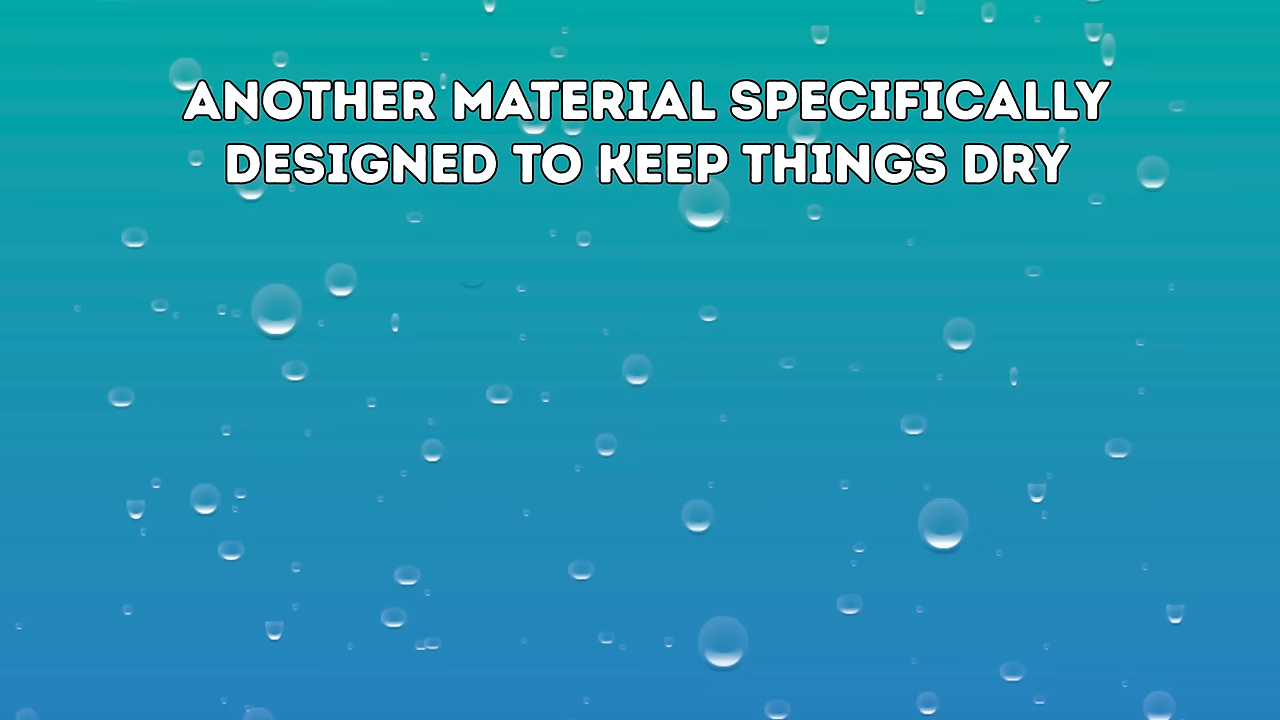 ANOTHER MATERIAL SPECIFICALLY
DESIGNED TO KEEP THINGS DRY